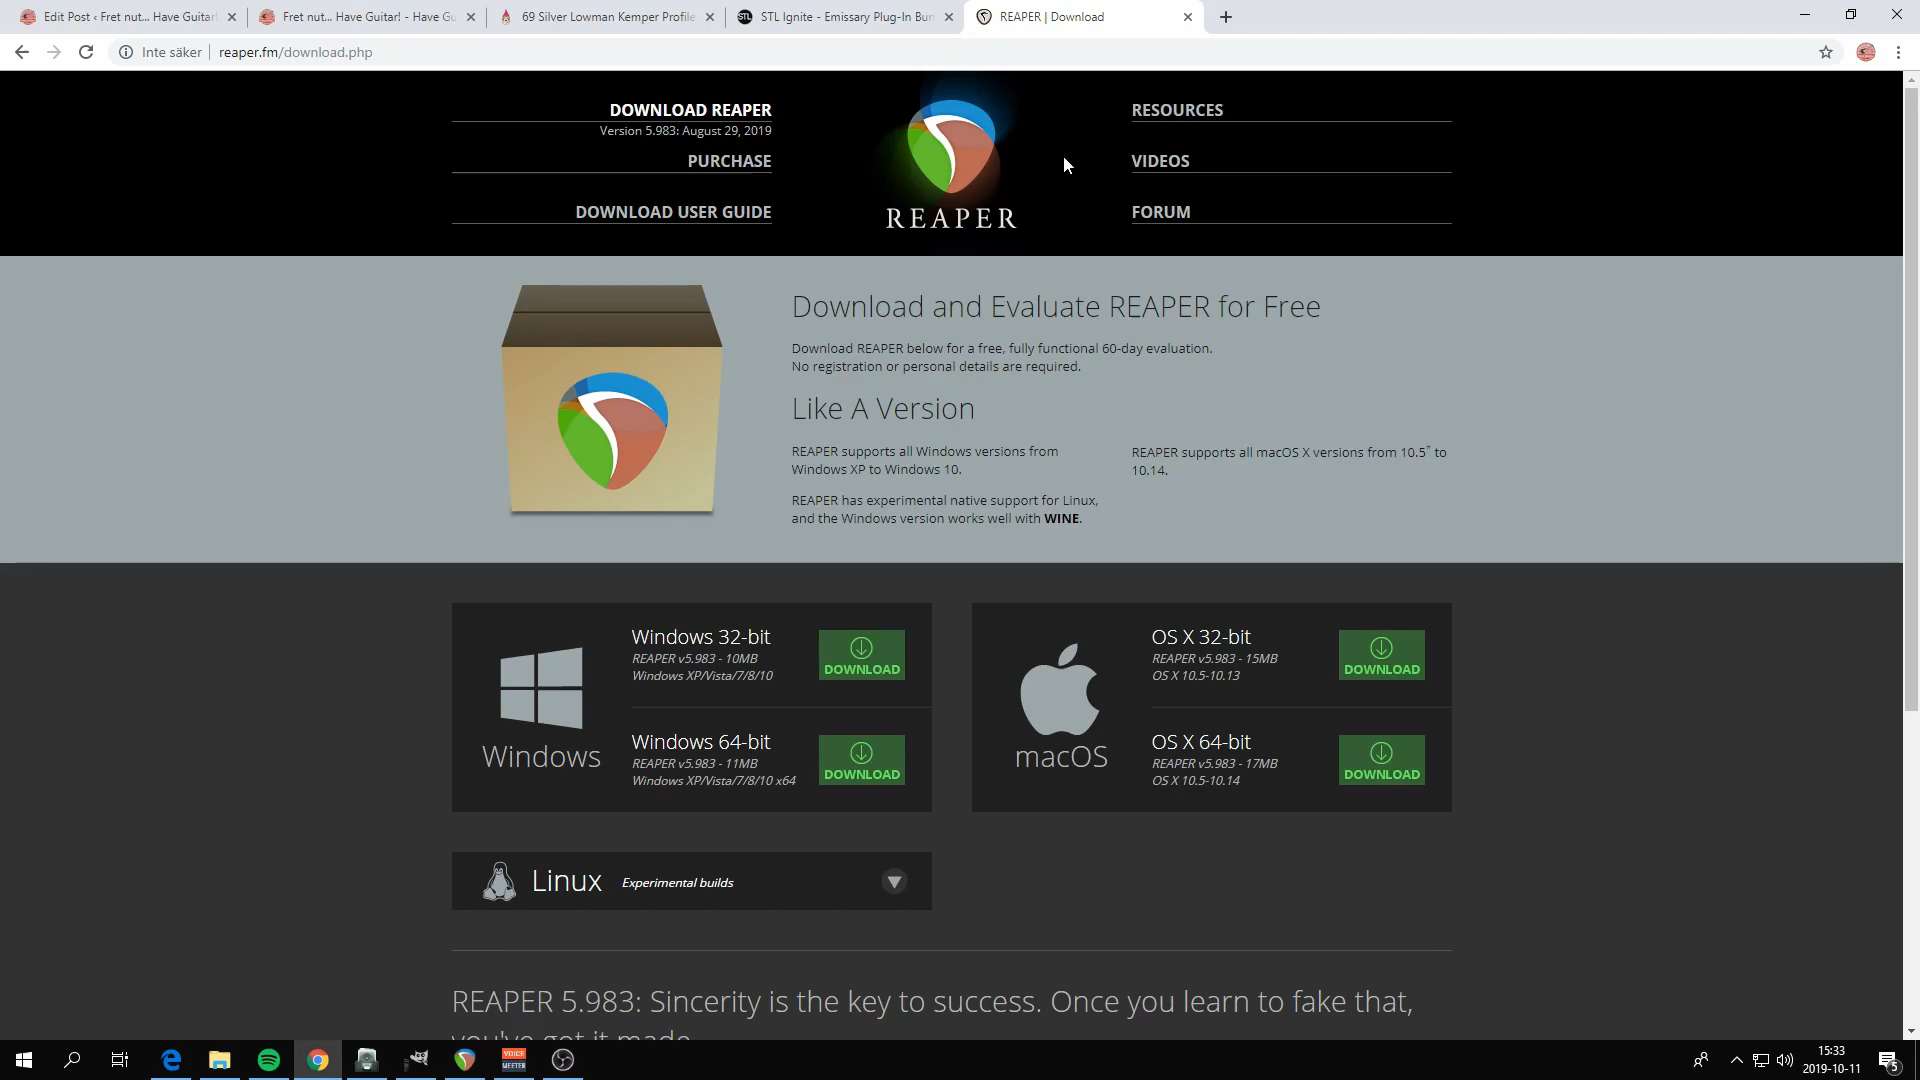 Edit Post ‹ Fret nut... Have Guitar!
Fret nut... Have Guitar! - Have Gu
69 Silver Lowman Kemper Profile
STL Ignite - Emissary Plug-In Bun
REAPER | Download
Inte säker
reaper.fm/download.php
DOWNLOAD REAPER
Version 5.983: August 29, 2019
PURCHASE
DOWNLOAD USER GUIDE
REAPER
RESOURCES
VIDEOS
FORUM
Download and Evaluate REAPER for Free
Download REAPER below for a free, fully functional 60-day evaluation.
No registration or personal details are required.
Like A Version
REAPER supports all Windows versions from
Windows XP to Windows 10.
REAPER has experimental native support for Linux,
and the Windows version works well with WINE.
REAPER supports all macOS X versions from 10.5* to
10.14.
Windows
Windows 32-bit
REAPER v5.983 - 10MB
Windows XP/Vista/7/8/10
DOWNLOAD
Windows 64-bit
REAPER v5.983 - 11MB
Windows XP/Vista/7/8/10 x64
DOWNLOAD
macOS
OS X 32-bit
REAPER v5.983 - 15MB
OS X 10.5-10.13
DOWNLOAD
OS X 64-bit
REAPER v5.983 - 17MB
OS X 10.5-10.14
DOWNLOAD
Linux Experimental builds
REAPER 5.983: Sincerity is the key to success. Once you learn to fake that,
you've got it made.
VOICE
MEETER
15:33
2019-10-11
5